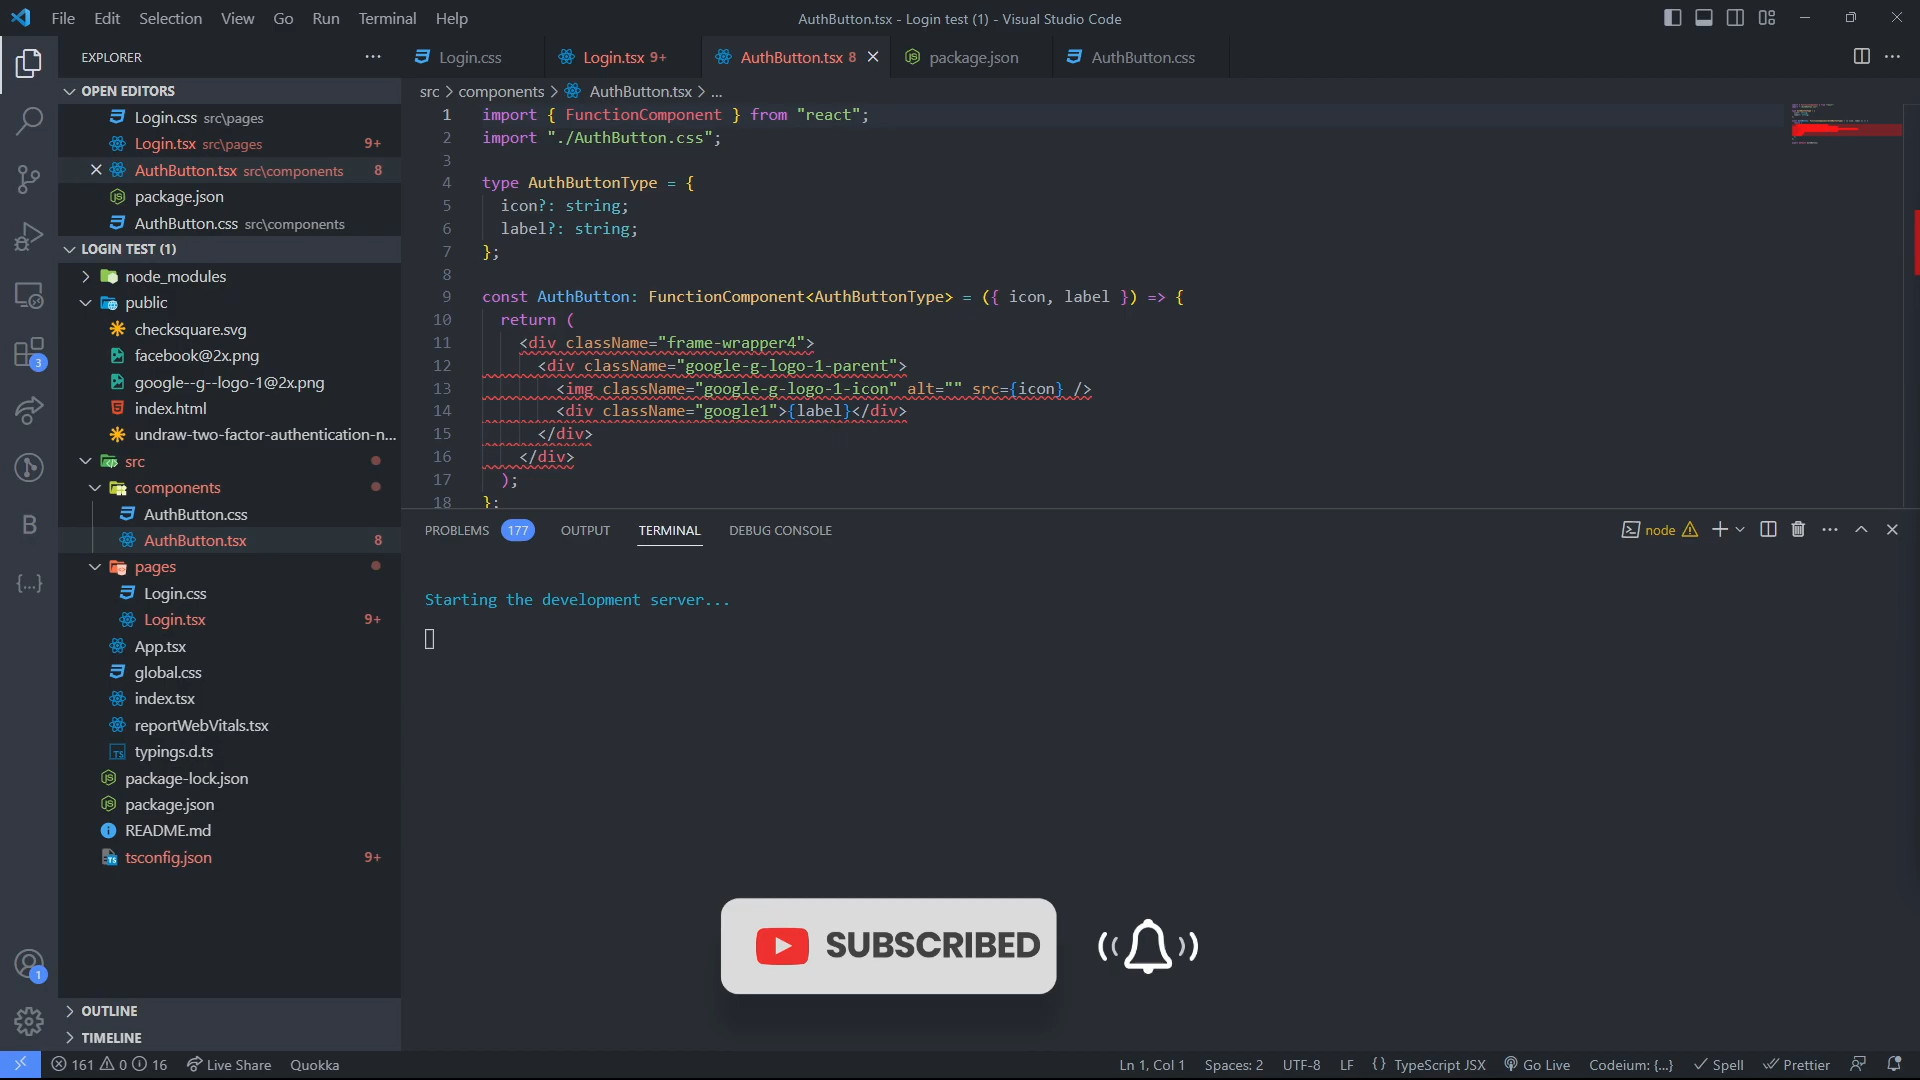 File Edit Selection View Go Run Terminal Help
AuthButton.tsx - Login test (1) - Visual Studio Code
EXPLORER
Login.css
Login.tsx 9+
AuthButton.tsx 8
package.json
AuthButton.css
OPEN EDITORS
Login.css src\pages
Login.tsx src\pages 9+
AuthButton.tsx src\components 8
package.json
AuthButton.css src\components
LOGIN TEST (1)
node_modules
public
checksquare.svg
facebook@2x.png
google--g--logo-1@2x.png
index.html
undraw-two-factor-authentication-n...
src
components
AuthButton.css
AuthButton.tsx 8
pages
Login.css
Login.tsx 9+
App.tsx
global.css
index.tsx
reportWebVitals.tsx
TS typings.d.ts
package-lock.json
package.json
README.md
tsconfig.json 9+
OUTLINE
TIMELINE
3
B
{...}
1
src > components > AuthButton.tsx > ...
1 import { FunctionComponent } from "react";
2 import "./AuthButton.css";
3
4 type AuthButtonType = {
5 icon?: string;
6 label?: string;
7 };
8
9 const AuthButton: FunctionComponent<AuthButtonType> = ({ icon, label }) => {
10 return (
11 <div className="frame-wrapper4">
12 <div className="google-g-logo-1-parent">
13 <img className="google-g-logo-1-icon" alt="" src={icon} />
14 <div className="google1">{label}</div>
15 </div>
16 </div>
17 );
18 };
PROBLEMS 177 OUTPUT TERMINAL DEBUG CONSOLE
node
Starting the development server...
SUBSCRIBED
161 0 16 Live Share Quokka
Ln 1, Col 1 Spaces: 2 UTF-8 LF {} TypeScript JSX Go Live Codeium: {...} Spell Prettier